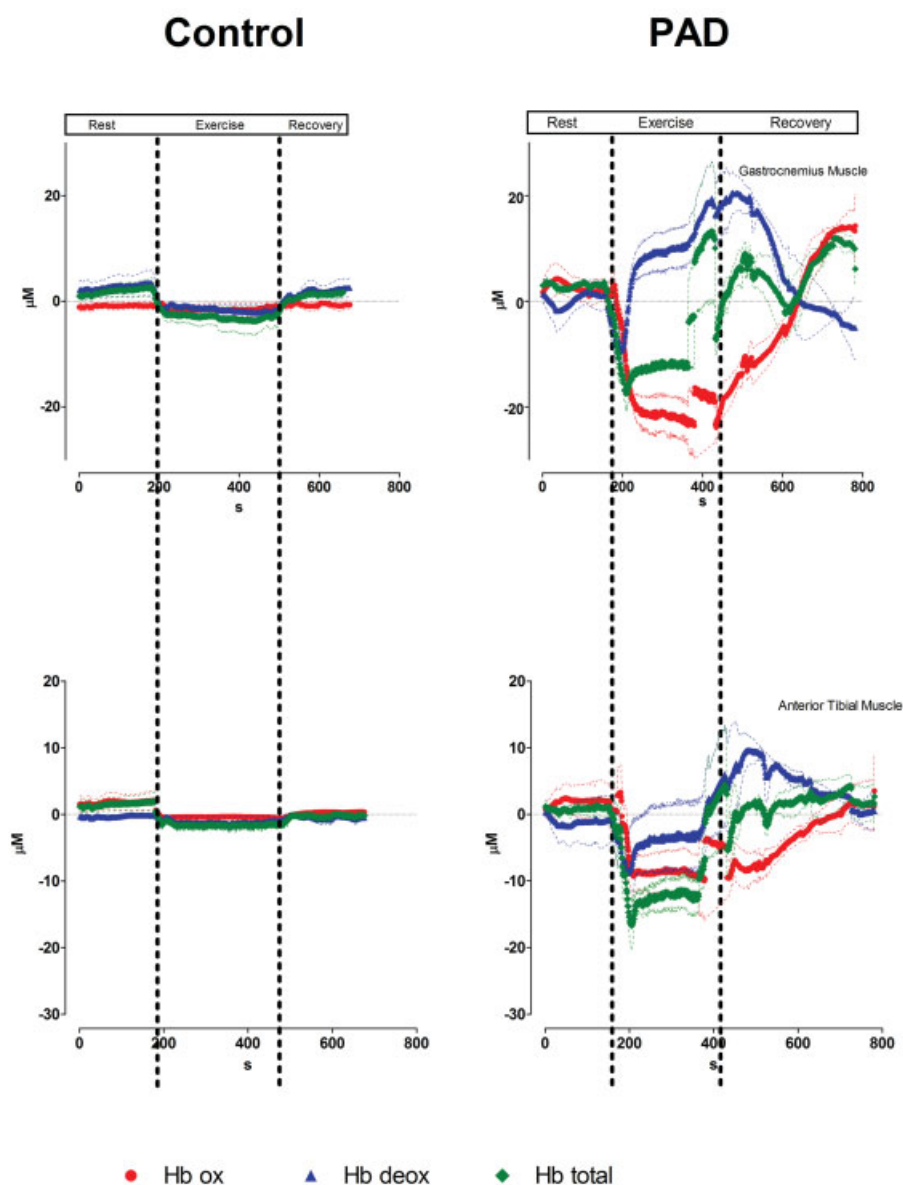 Control
PAD
Rest Exercise Recovery
Rest Exercise Recovery
Gastrocnemius Muscle
20
0
-20
μM
0 200 400 600 800
s
20
0
-20
μM
0 200 400 600 800
s
Anterior Tibial Muscle
20
10
0
-10
-20
-30
μM
0 200 400 600 800
s
20
10
0
-10
-20
-30
μM
0 200 400 600 800
s
Hb ox Hb deox Hb total